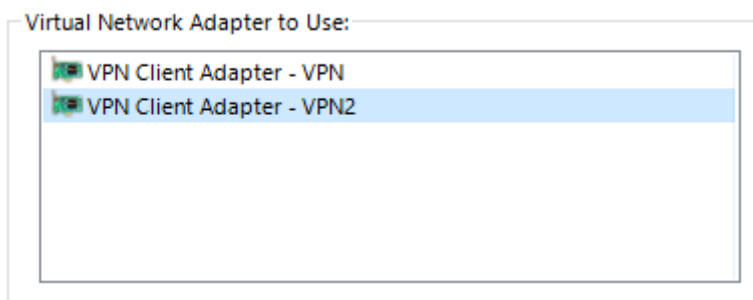 Virtual Network Adapter to Use:
VPN Client Adapter - VPN
VPN Client Adapter - VPN2